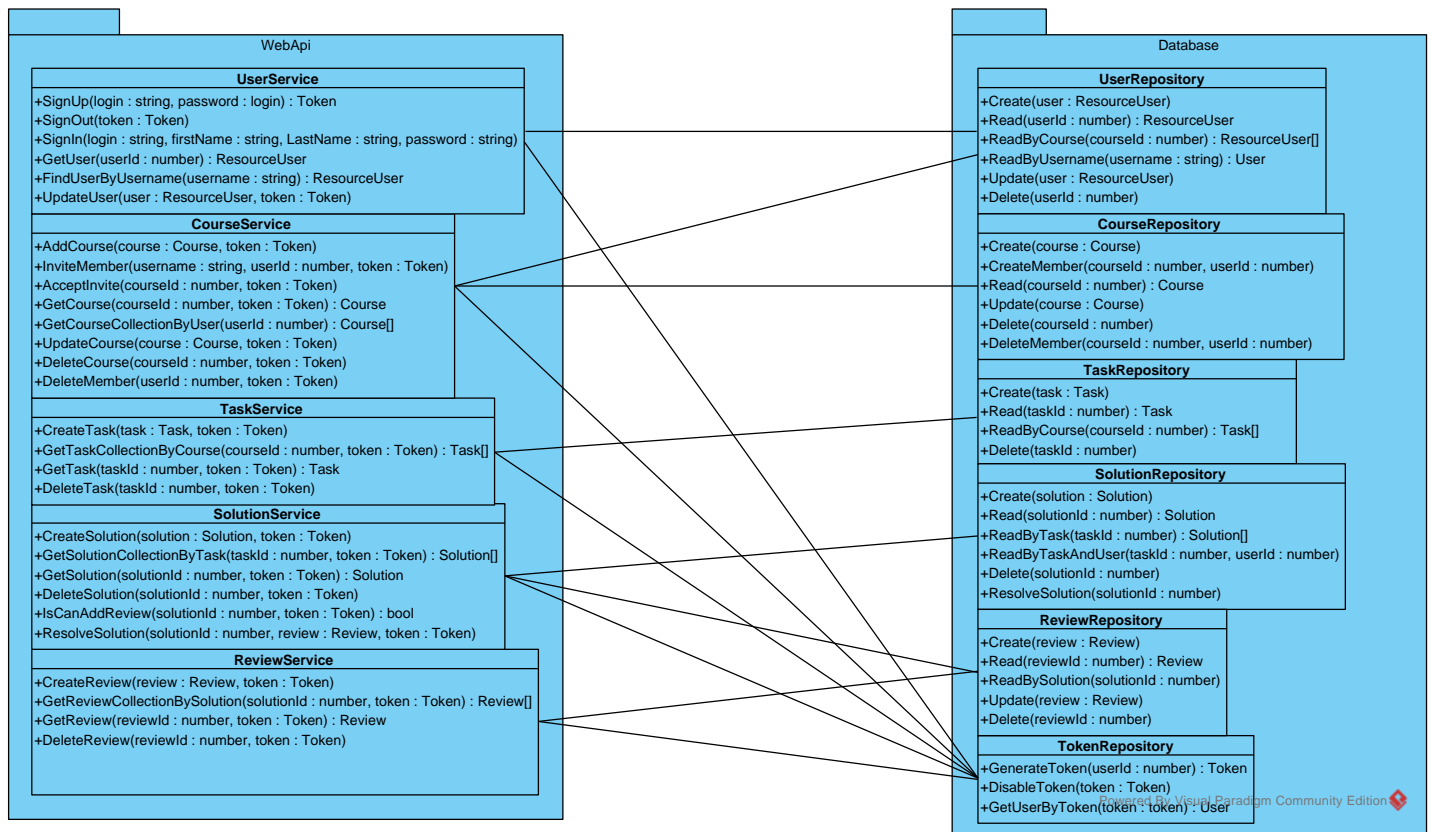 WebApi
UserService
+SignUp(login : string, password : login) : Token
+SignOut(token : Token)
+SignIn(login : string, firstName : string, LastName : string, password : string)
+GetUser(userId : number) : ResourceUser
+FindUserByUsername(username : string) : ResourceUser
+UpdateUser(user : ResourceUser, token : Token)
CourseService
+AddCourse(course : Course, token : Token)
+InviteMember(username : string, userId : number, token : Token)
+AcceptInvite(courseId : number, token : Token)
+GetCourse(courseId : number, token : Token) : Course
+GetCourseCollectionByUser(userId : number) : Course[]
+UpdateCourse(course : Course, token : Token)
+DeleteCourse(courseId : number, token : Token)
+DeleteMember(userId : number, token : Token)
TaskService
+CreateTask(task : Task, token : Token)
+GetTaskCollectionByCourse(courseId : number, token : Token) : Task[]
+GetTask(taskId : number, token : Token) : Task
+DeleteTask(taskId : number, token : Token)
SolutionService
+CreateSolution(solution : Solution, token : Token)
+GetSolutionCollectionByTask(taskId : number, token : Token) : Solution[]
+GetSolution(solutionId : number, token : Token) : Solution
+DeleteSolution(solutionId : number, token : Token)
+IsCanAddReview(solutionId : number, token : Token) : bool
+ResolveSolution(solutionId : number, review : Review, token : Token)
ReviewService
+CreateReview(review : Review, token : Token)
+GetReviewCollectionBySolution(solutionId : number, token : Token) : Review[]
+GetReview(reviewId : number, token : Token) : Review
+DeleteReview(reviewId : number, token : Token)
Database
UserRepository
+Create(user : ResourceUser)
+Read(userId : number) : ResourceUser
+ReadByCourse(courseId : number) : ResourceUser[]
+ReadByUsername(username : string) : User
+Update(user : ResourceUser)
+Delete(userId : number)
CourseRepository
+Create(course : Course)
+CreateMember(courseId : number, userId : number)
+Read(courseId : number) : Course
+Update(course : Course)
+Delete(courseId : number)
+DeleteMember(courseId : number, userId : number)
TaskRepository
+Create(task : Task)
+Read(taskId : number) : Task
+ReadByCourse(courseId : number) : Task[]
+Delete(taskId : number)
SolutionRepository
+Create(solution : Solution)
+Read(solutionId : number) : Solution
+ReadByTask(taskId : number) : Solution[]
+ReadByTaskAndUser(taskId : number, userId : number)
+Delete(solutionId : number)
+ResolveSolution(solutionId : number)
ReviewRepository
+Create(review : Review)
+Read(reviewId : number) : Review
+ReadBySolution(solutionId : number)
+Update(review : Review)
+Delete(reviewId : number)
TokenRepository
+GenerateToken(userId : number) : Token
+DisableToken(token : Token)
+GetUserByToken(token : token) : User
Powered By Visual Paradigm Community Edition